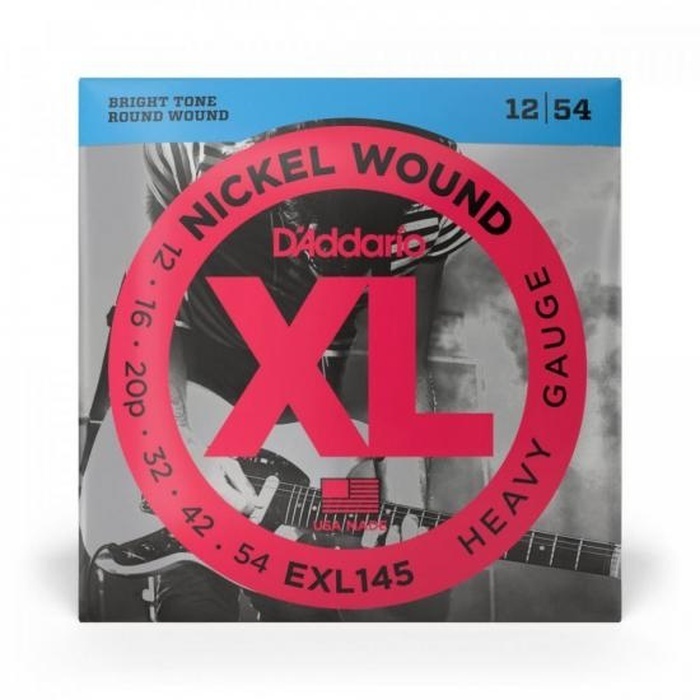 BRIGHT TONE
ROUND WOUND
12|54
NICKEL WOUND
D'Addario
XL
HEAVY GAUGE
12 · 16 · 20p · 32 · 42 · 54
USA MADE
EXL145